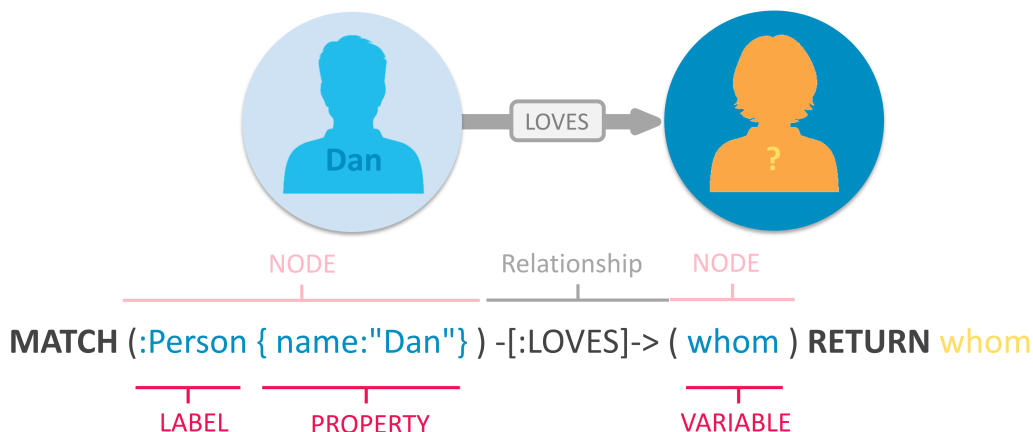 LOVES
Dan
?
NODE Relationship NODE
MATCH (:Person { name:"Dan"} ) -[:LOVES]-> ( whom ) RETURN whom
LABEL PROPERTY VARIABLE